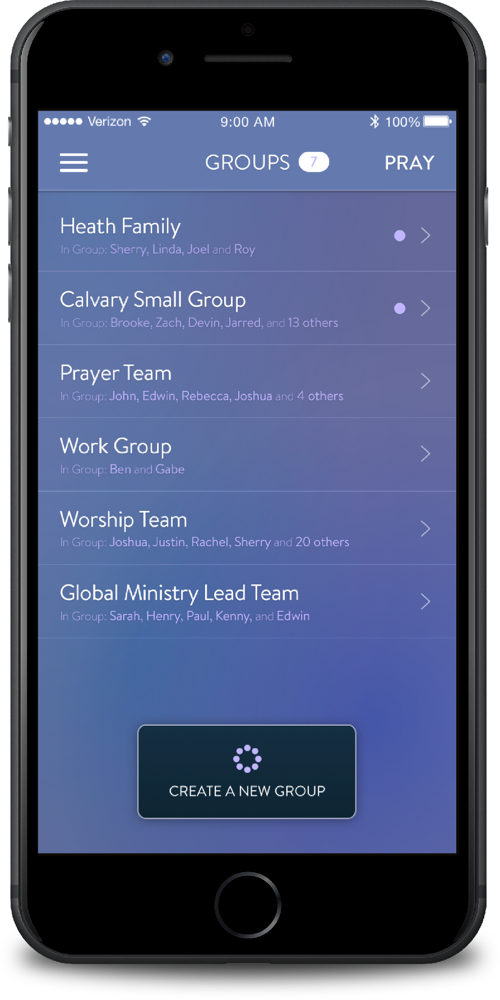 Verizon 9:00 AM 100%
GROUPS 7 PRAY
Heath Family
In Group: Sherry, Linda, Joel and Roy
Calvary Small Group
In Group: Brooke, Zach, Devin, Jarred, and 13 others
Prayer Team
In Group: John, Edwin, Rebecca, Joshua and 4 others
Work Group
In Group: Ben and Gabe
Worship Team
In Group: Joshua, Justin, Rachel, Sherry and 20 others
Global Ministry Lead Team
In Group: Sarah, Henry, Paul, Kenny, and Edwin
CREATE A NEW GROUP